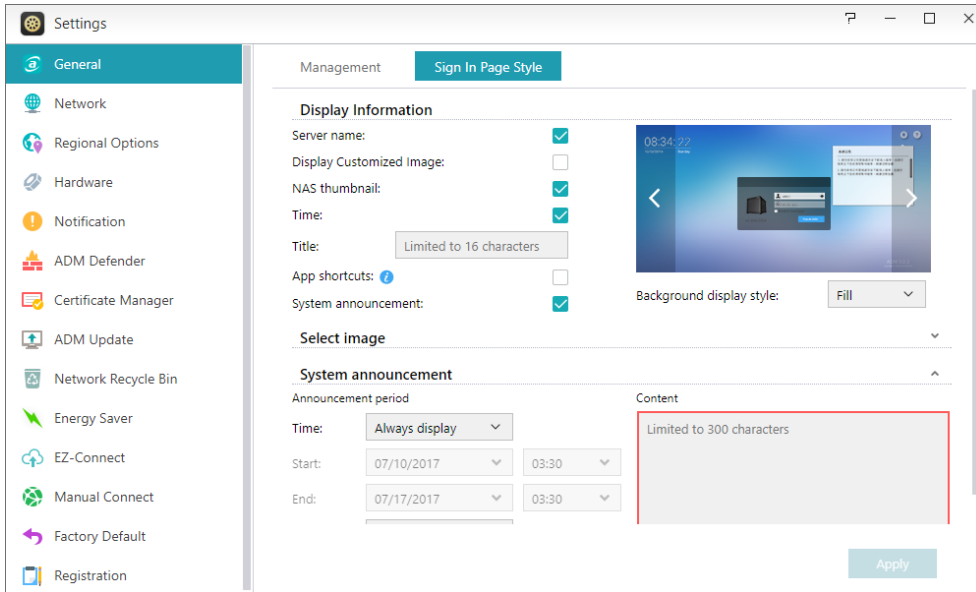 Settings
General
Network
Regional Options
Hardware
Notification
ADM Defender
Certificate Manager
ADM Update
Network Recycle Bin
Energy Saver
EZ-Connect
Manual Connect
Factory Default
Registration
Management
Sign In Page Style
Display Information
Server name:
Display Customized Image:
NAS thumbnail:
Time:
Title:
Limited to 16 characters
App shortcuts:
System announcement:
08:34:22
Background display style:
Fill
Select image
System announcement
Announcement period
Time:
Always display
Start:
07/10/2017
03:30
End:
07/17/2017
03:30
Content
Limited to 300 characters
Apply